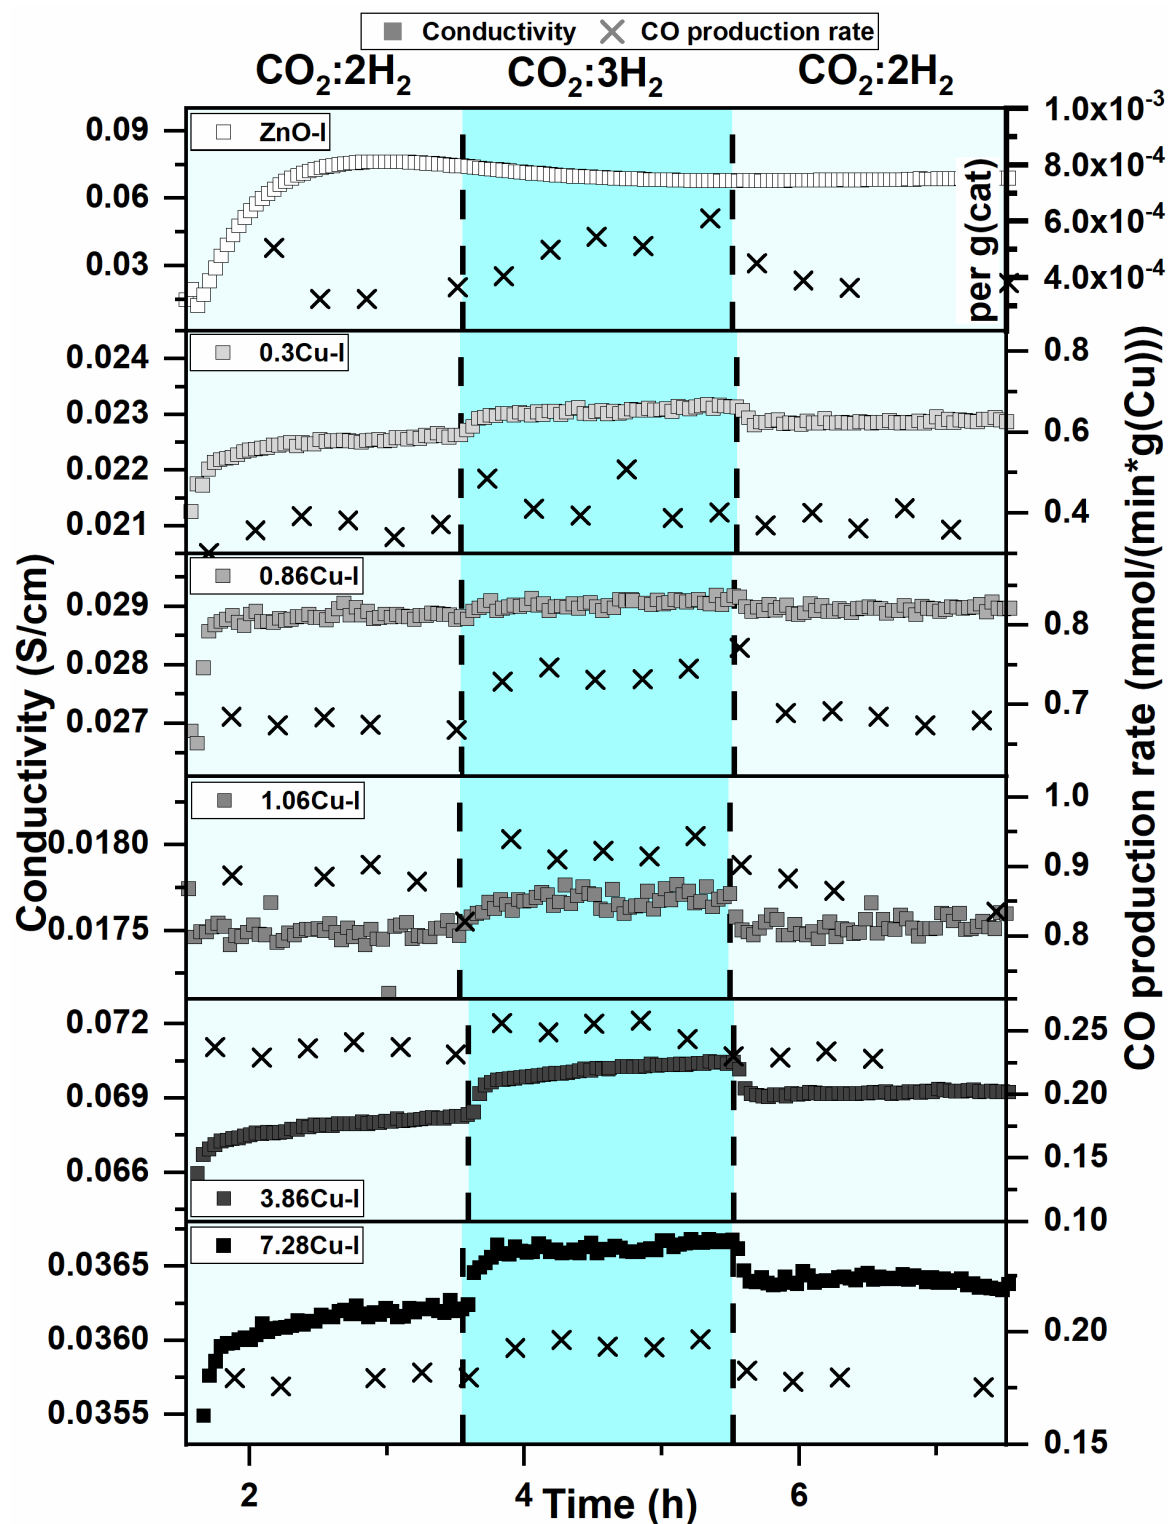 Conductivity CO production rate
CO₂:2H₂ CO₂:3H₂ CO₂:2H₂
ZnO-I
0.09
0.06
0.03
1.0x10⁻³
8.0x10⁻⁴
6.0x10⁻⁴
4.0x10⁻⁴
per g(cat)
0.3Cu-I
0.024
0.023
0.022
0.021
0.8
0.6
0.4
0.86Cu-I
0.029
0.028
0.027
0.8
0.7
1.06Cu-I
0.0180
0.0175
1.0
0.9
0.8
3.86Cu-I
0.072
0.069
0.066
0.25
0.20
0.15
0.10
7.28Cu-I
0.0365
0.0360
0.0355
0.20
0.15
Conductivity (S/cm)
CO production rate (mmol/(min*g(Cu)))
2 4 6
Time (h)